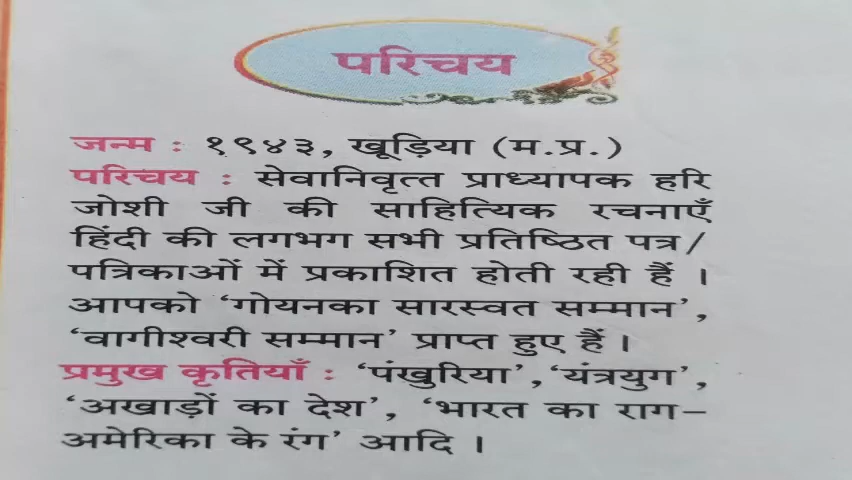 परिचय
जन्म : १९४३, खूड़िया (म.प्र.)
परिचय : सेवानिवृत्त प्राध्यापक हरि
जोशी जी की साहित्यिक रचनाएँ
हिंदी की लगभग सभी प्रतिष्ठित पत्र/
पत्रिकाओं में प्रकाशित होती रही हैं ।
आपको ‘गोयनका सारस्वत सम्मान’,
‘वागीश्वरी सम्मान’ प्राप्त हुए हैं ।
प्रमुख कृतियाँ : ‘पंखुरिया’, ‘यंत्रयुग’,
‘अखाड़ों का देश’, ‘भारत का राग–
अमेरिका के रंग’ आदि ।